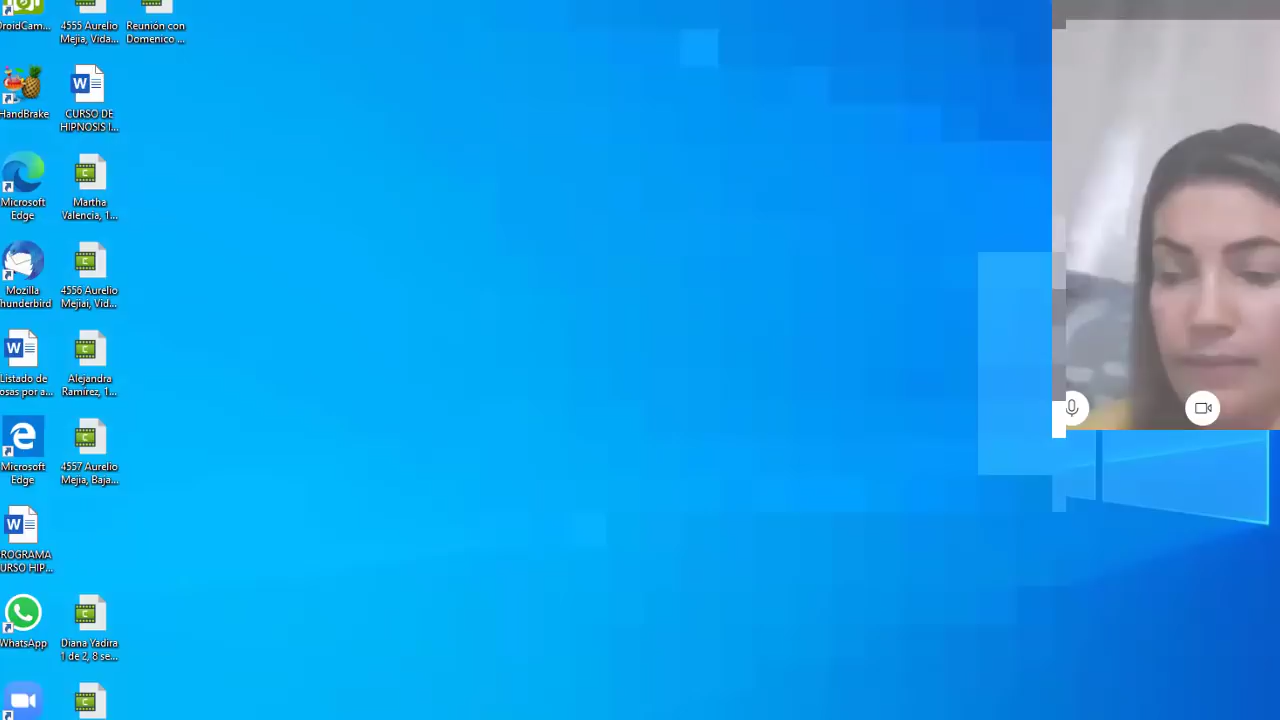 DroidCam...
4555 Aurelio
Mejia, Vida...
Reunión con
Domenico ...
HandBrake
CURSO DE
HIPNOSIS I...
Microsoft
Edge
Martha
Valencia, 1...
Mozilla
Thunderbird
4556 Aurelio
Mejiai, Vid...
Listado de
cosas por a...
Alejandra
Ramirez, 1...
Microsoft
Edge
4557 Aurelio
Mejia, Baja...
PROGRAMA
CURSO HIP...
WhatsApp
Diana Yadira
1 de 2, 8 se...